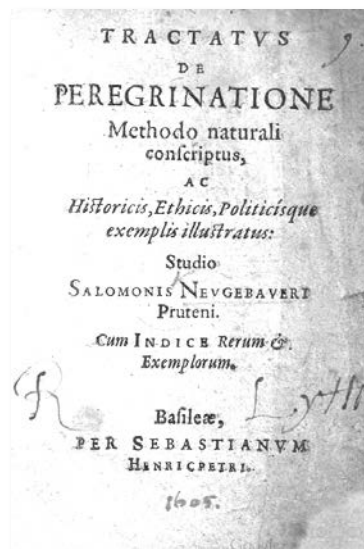 TRACTATVS
DE
PEREGRINATIONE
Methodo naturali
conſcriptus,
AC
Hiſtoricis, Ethicis, Politicísque
exemplis illuſtratus:
Studio
SALOMONIS NEVGEBAVERI
Pruteni.
Cum INDICE Rerum &
Exemplorum.
R
Baſileæ,
PER SEBASTIANVM
HENRICPETRI.
1605.